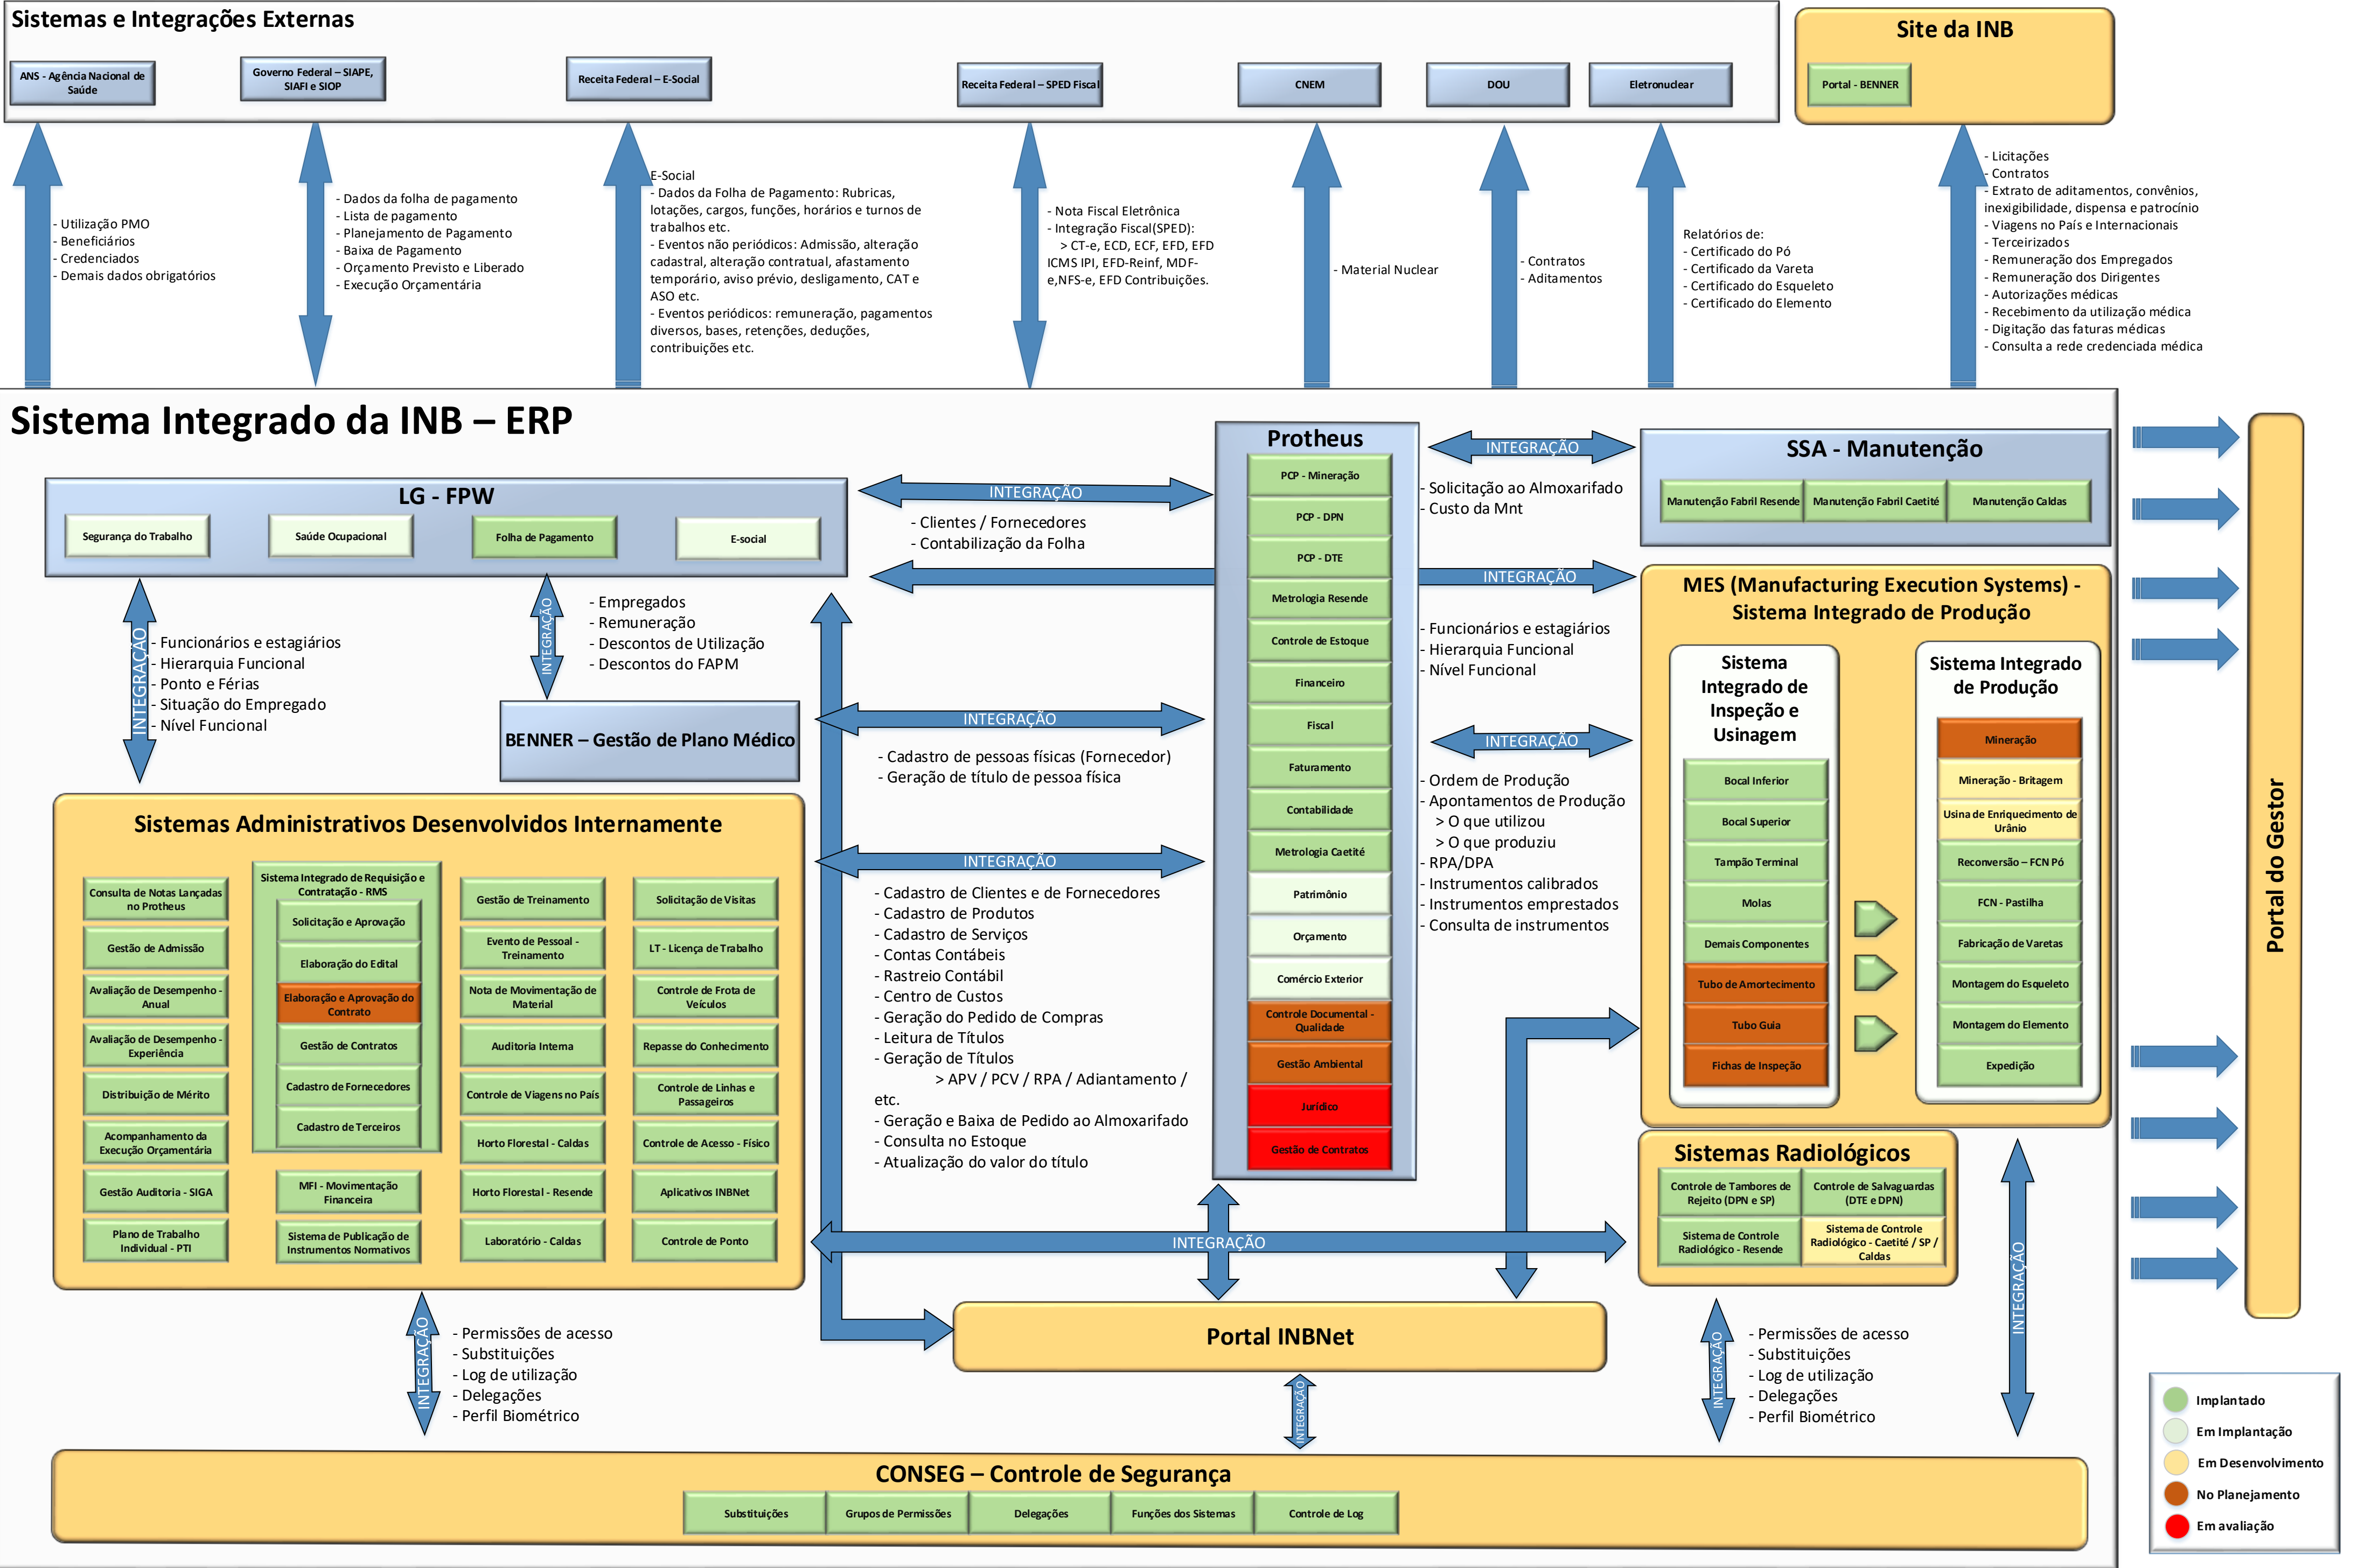 Sistemas e Integrações Externas
ANS - Agência Nacional de
Saúde
Governo Federal – SIAPE,
SIAFI e SIOP
Receita Federal – E-Social
Receita Federal – SPED Fiscal
CNEM
DOU
Eletronuclear
Site da INB
Portal - BENNER
- Utilização PMO
- Beneficiários
- Credenciados
- Demais dados obrigatórios
- Dados da folha de pagamento
- Lista de pagamento
- Planejamento de Pagamento
- Baixa de Pagamento
- Orçamento Previsto e Liberado
- Execução Orçamentária
E-Social
- Dados da Folha de Pagamento: Rubricas,
lotações, cargos, funções, horários e turnos de
trabalhos etc.
- Eventos não periódicos: Admissão, alteração
cadastral, alteração contratual, afastamento
temporário, aviso prévio, desligamento, CAT e
ASO etc.
- Eventos periódicos: remuneração, pagamentos
diversos, bases, retenções, deduções,
contribuições etc.
- Nota Fiscal Eletrônica
- Integração Fiscal(SPED):
> CT-e, ECD, ECF, EFD, EFD
ICMS IPI, EFD-Reinf, MDF-
e,NFS-e, EFD Contribuições.
- Material Nuclear
- Contratos
- Aditamentos
Relatórios de:
- Certificado do Pó
- Certificado da Vareta
- Certificado do Esqueleto
- Certificado do Elemento
- Licitações
- Contratos
- Extrato de aditamentos, convênios,
inexigibilidade, dispensa e patrocínio
- Viagens no País e Internacionais
- Terceirizados
- Remuneração dos Empregados
- Remuneração dos Dirigentes
- Autorizações médicas
- Recebimento da utilização médica
- Digitação das faturas médicas
- Consulta a rede credenciada médica
Sistema Integrado da INB – ERP
LG - FPW
Segurança do Trabalho
Saúde Ocupacional
Folha de Pagamento
E-social
INTEGRAÇÃO
- Clientes / Fornecedores
- Contabilização da Folha
INTEGRAÇÃO
- Funcionários e estagiários
- Hierarquia Funcional
- Ponto e Férias
- Situação do Empregado
- Nível Funcional
INTEGRAÇÃO
- Empregados
- Remuneração
- Descontos de Utilização
- Descontos do FAPM
BENNER – Gestão de Plano Médico
INTEGRAÇÃO
- Cadastro de pessoas físicas (Fornecedor)
- Geração de título de pessoa física
Sistemas Administrativos Desenvolvidos Internamente
Consulta de Notas Lançadas
no Protheus
Gestão de Admissão
Avaliação de Desempenho -
Anual
Avaliação de Desempenho -
Experiência
Distribuição de Mérito
Acompanhamento da
Execução Orçamentária
Gestão Auditoria - SIGA
Plano de Trabalho
Individual - PTI
Sistema Integrado de Requisição e
Contratação - RMS
Solicitação e Aprovação
Elaboração do Edital
Elaboração e Aprovação do
Contrato
Gestão de Contratos
Cadastro de Fornecedores
Cadastro de Terceiros
MFI - Movimentação
Financeira
Sistema de Publicação de
Instrumentos Normativos
Gestão de Treinamento
Evento de Pessoal -
Treinamento
Nota de Movimentação de
Material
Auditoria Interna
Controle de Viagens no País
Horto Florestal - Caldas
Horto Florestal - Resende
Laboratório - Caldas
Solicitação de Visitas
LT - Licença de Trabalho
Controle de Frota de
Veículos
Repasse do Conhecimento
Controle de Linhas e
Passageiros
Controle de Acesso - Físico
Aplicativos INBNet
Controle de Ponto
INTEGRAÇÃO
- Cadastro de Clientes e de Fornecedores
- Cadastro de Produtos
- Cadastro de Serviços
- Contas Contábeis
- Rastreio Contábil
- Centro de Custos
- Geração do Pedido de Compras
- Leitura de Títulos
- Geração de Títulos
> APV / PCV / RPA / Adiantamento /
etc.
- Geração e Baixa de Pedido ao Almoxarifado
- Consulta no Estoque
- Atualização do valor do título
Protheus
PCP - Mineração
PCP - DPN
PCP - DTE
Metrologia Resende
Controle de Estoque
Financeiro
Fiscal
Faturamento
Contabilidade
Metrologia Caetité
Patrimônio
Orçamento
Comércio Exterior
Controle Documental -
Qualidade
Gestão Ambiental
Jurídico
Gestão de Contratos
INTEGRAÇÃO
- Solicitação ao Almoxarifado
- Custo da Mnt
INTEGRAÇÃO
- Funcionários e estagiários
- Hierarquia Funcional
- Nível Funcional
INTEGRAÇÃO
- Ordem de Produção
- Apontamentos de Produção
> O que utilizou
> O que produziu
- RPA/DPA
- Instrumentos calibrados
- Instrumentos emprestados
- Consulta de instrumentos
SSA - Manutenção
Manutenção Fabril Resende
Manutenção Fabril Caetité
Manutenção Caldas
MES (Manufacturing Execution Systems) -
Sistema Integrado de Produção
Sistema
Integrado de
Inspeção e
Usinagem
Bocal Inferior
Bocal Superior
Tampão Terminal
Molas
Demais Componentes
Tubo de Amortecimento
Tubo Guia
Fichas de Inspeção
Sistema Integrado
de Produção
Mineração
Mineração - Britagem
Usina de Enriquecimento de
Urânio
Reconversão – FCN Pó
FCN - Pastilha
Fabricação de Varetas
Montagem do Esqueleto
Montagem do Elemento
Expedição
Sistemas Radiológicos
Controle de Tambores de
Rejeito (DPN e SP)
Controle de Salvaguardas
(DTE e DPN)
Sistema de Controle
Radiológico - Resende
Sistema de Controle
Radiológico - Caetité / SP /
Caldas
Portal do Gestor
INTEGRAÇÃO
Portal INBNet
INTEGRAÇÃO
- Permissões de acesso
- Substituições
- Log de utilização
- Delegações
- Perfil Biométrico
INTEGRAÇÃO
INTEGRAÇÃO
- Permissões de acesso
- Substituições
- Log de utilização
- Delegações
- Perfil Biométrico
INTEGRAÇÃO
CONSEG – Controle de Segurança
Substituições
Grupos de Permissões
Delegações
Funções dos Sistemas
Controle de Log
Implantado
Em Implantação
Em Desenvolvimento
No Planejamento
Em avaliação